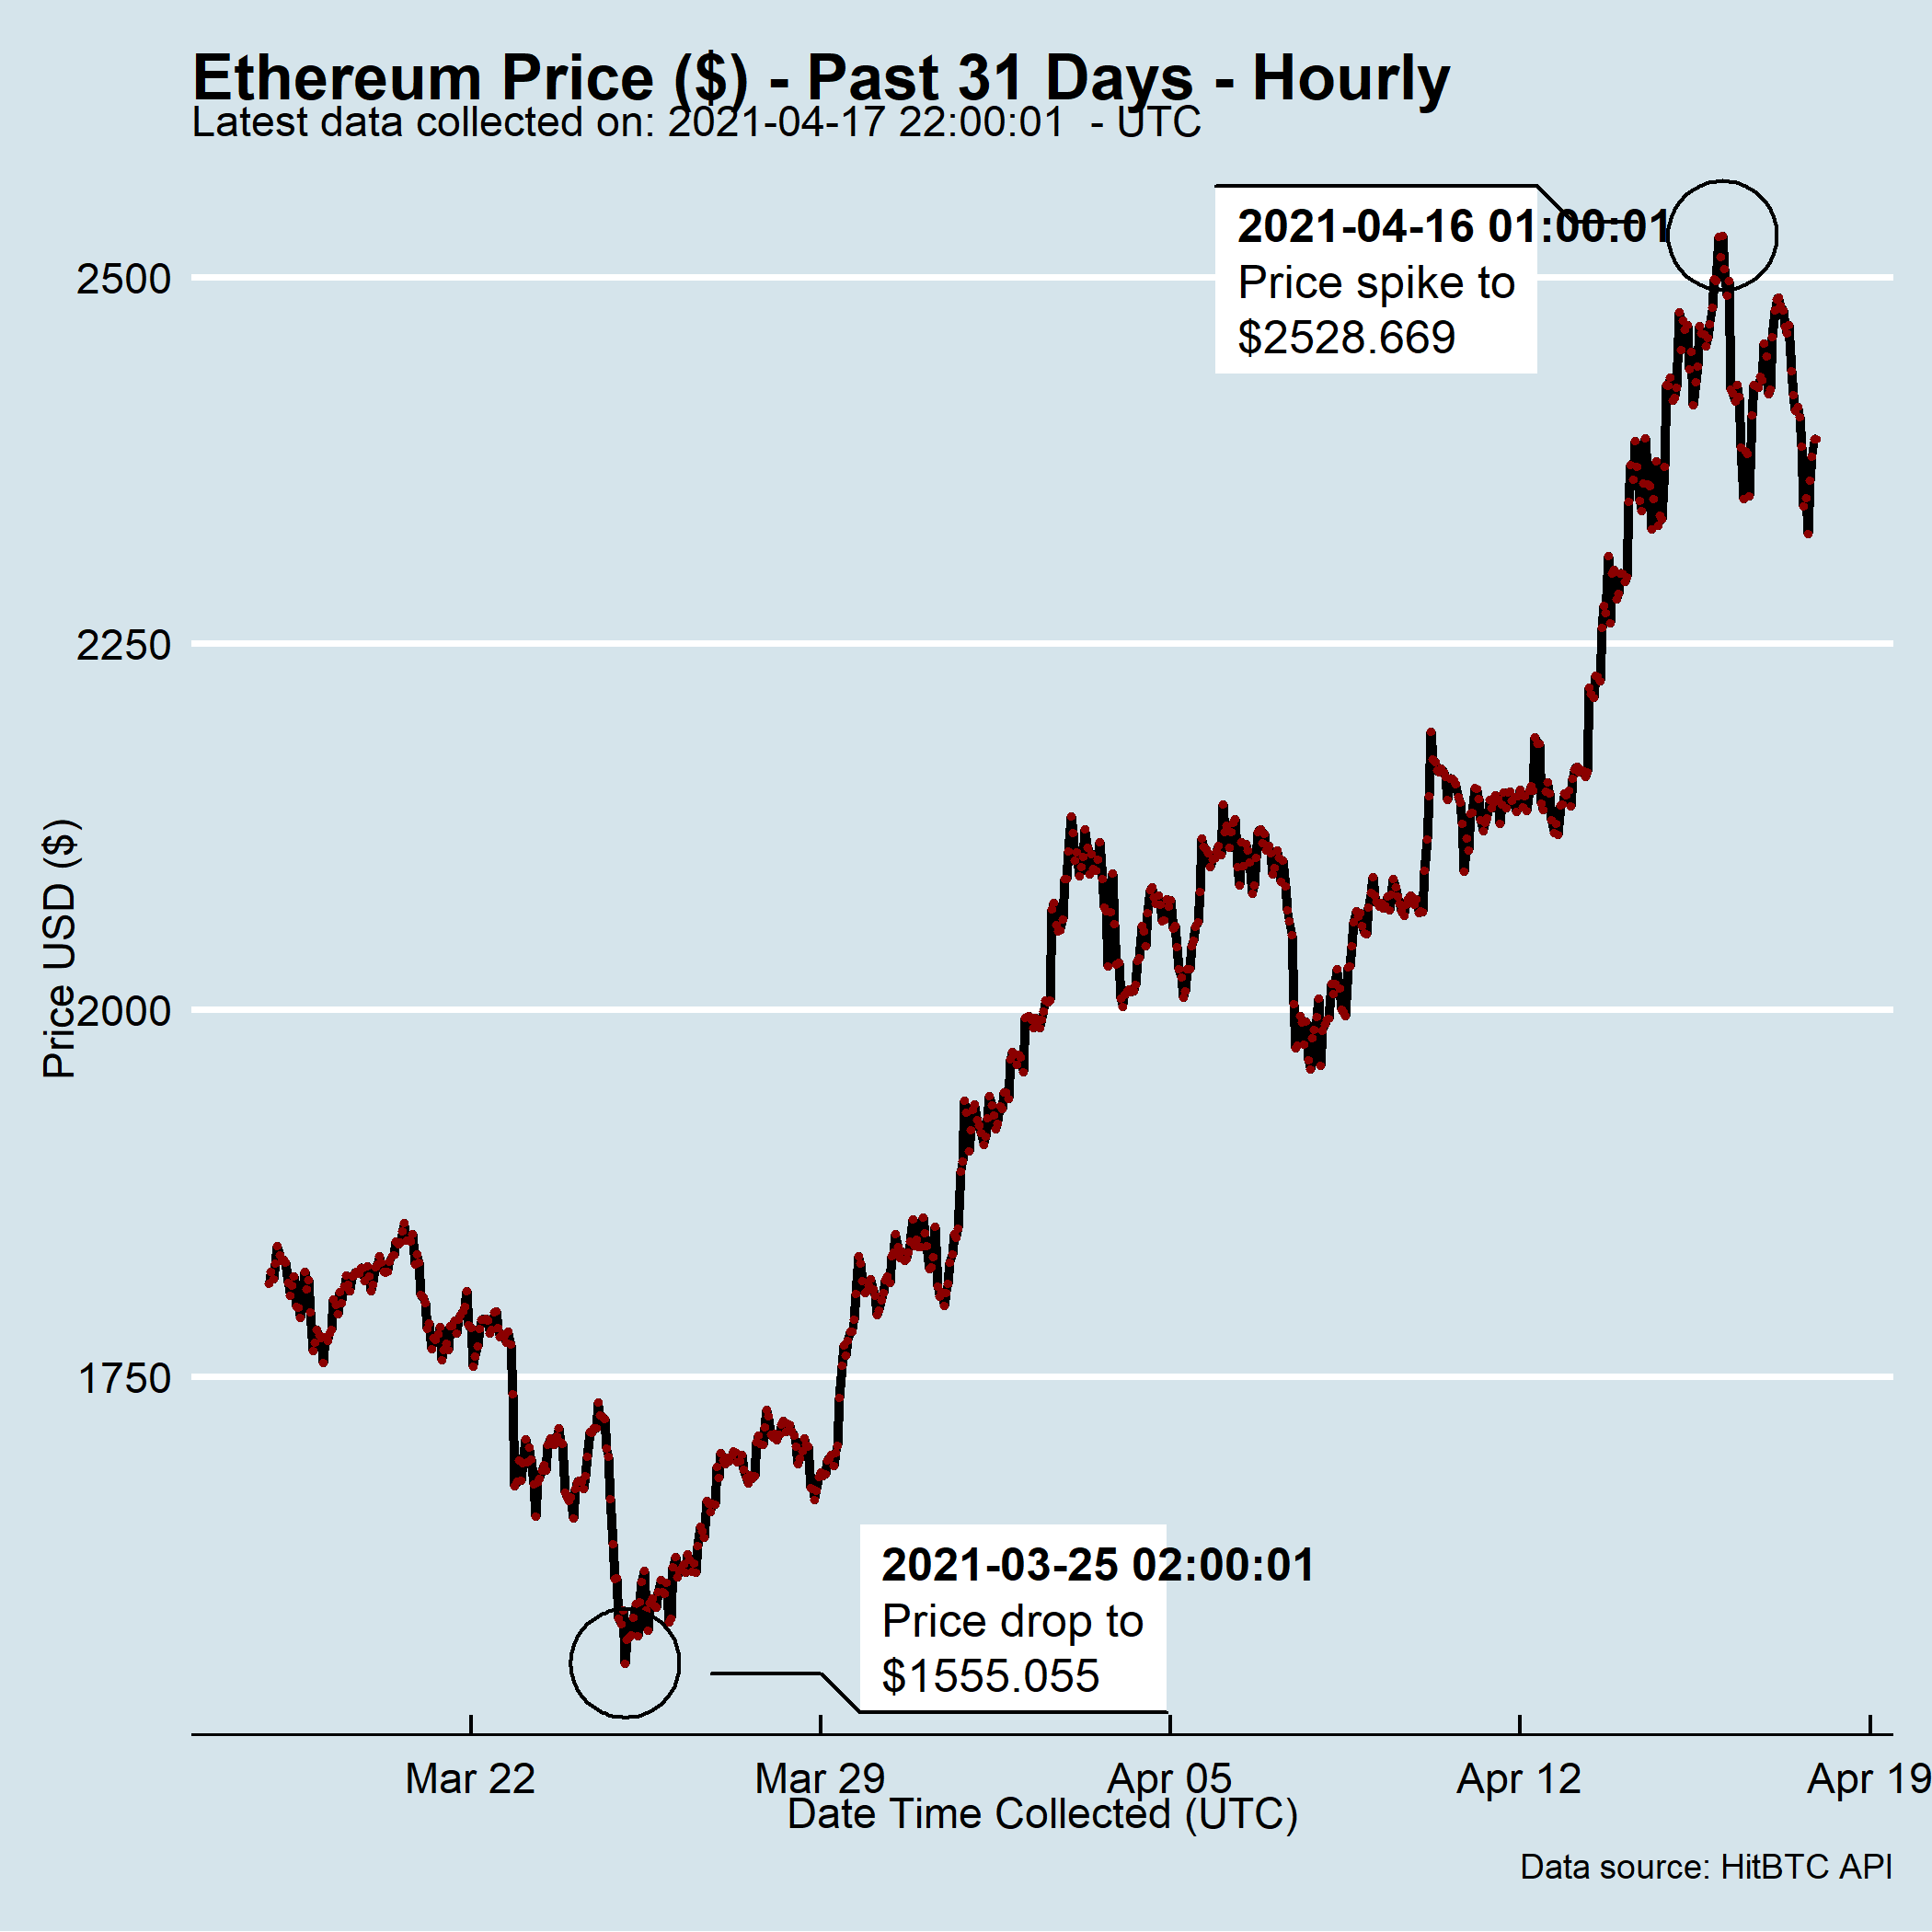 Ethereum Price ($) - Past 31 Days - Hourly
Latest data collected on: 2021-04-17 22:00:01  - UTC
2021-04-16 01:00:01
Price spike to
$2528.669
2500
2250
2000
1750
Price USD ($)
2021-03-25 02:00:01
Price drop to
$1555.055
Mar 22
Mar 29
Apr 05
Apr 12
Apr 19
Date Time Collected (UTC)
Data source: HitBTC API